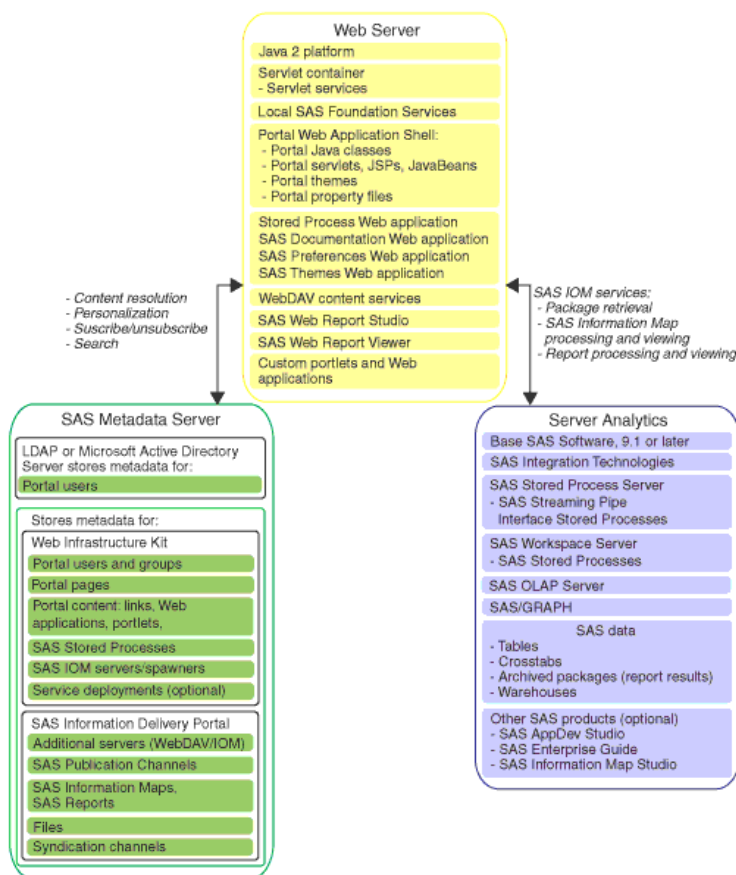 Web Server
Java 2 platform
Servlet container
- Servlet services
Local SAS Foundation Services
Portal Web Application Shell:
- Portal Java classes
- Portal servlets, JSPs, JavaBeans
- Portal themes
- Portal property files
Stored Process Web application
SAS Documentation Web application
SAS Preferences Web application
SAS Themes Web application
WebDAV content services
SAS Web Report Studio
SAS Web Report Viewer
Custom portlets and Web
applications
- Content resolution
- Personalization
- Suscribe/unsubscribe
- Search
SAS IOM services:
- Package retrieval
- SAS Information Map
processing and viewing
- Report processing and viewing
SAS Metadata Server
LDAP or Microsoft Active Directory
Server stores metadata for:
Portal users
Stores metadata for:
Web Infrastructure Kit
Portal users and groups
Portal pages
Portal content: links, Web
applications, portlets,
SAS Stored Processes
SAS IOM servers/spawners
Service deployments (optional)
SAS Information Delivery Portal
Additional servers (WebDAV/IOM)
SAS Publication Channels
SAS Information Maps,
SAS Reports
Files
Syndication channels
Server Analytics
Base SAS Software, 9.1 or later
SAS Integration Technologies
SAS Stored Process Server
- SAS Streaming Pipe
Interface Stored Processes
SAS Workspace Server
- SAS Stored Processes
SAS OLAP Server
SAS/GRAPH
SAS data
- Tables
- Crosstabs
- Archived packages (report results)
- Warehouses
Other SAS products (optional)
- SAS AppDev Studio
- SAS Enterprise Guide
- SAS Information Map Studio